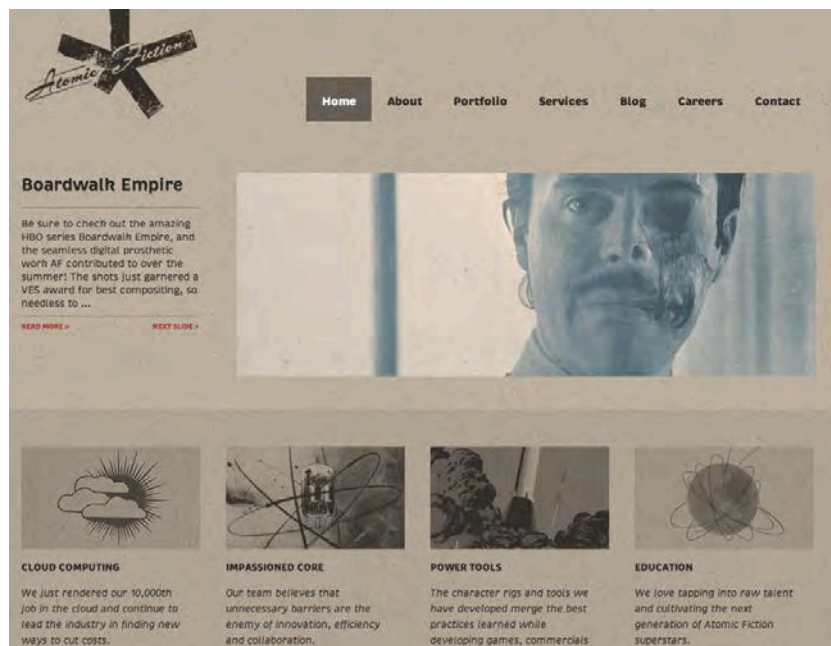 Atomic Fiction
Home About Portfolio Services Blog Careers Contact
Boardwalk Empire
Be sure to check out the amazing
HBO series Boardwalk Empire, and
the seamless digital prosthetic
work AF contributed to over the
summer! The shots just garnered a
VES award for best compositing, so
needless to ...
READ MORE » NEXT SLIDE »
CLOUD COMPUTING
We just rendered our 10,000th
job in the cloud and continue to
lead the industry in finding new
ways to cut costs.
IMPASSIONED CORE
Our team believes that
unnecessary barriers are the
enemy of innovation, efficiency
and collaboration.
POWER TOOLS
The character rigs and tools we
have developed merge the best
practices learned while
developing games, commercials
EDUCATION
We love tapping into raw talent
and cultivating the next
generation of Atomic Fiction
superstars.